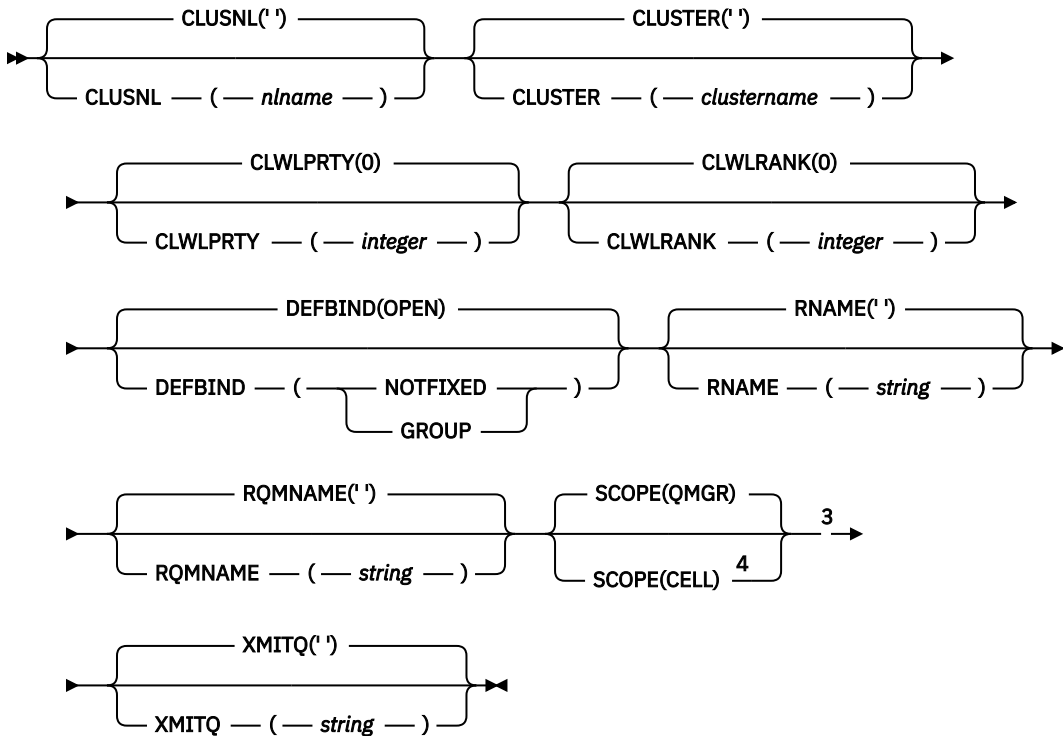 CLUSNL(' ') CLUSTER(' ')
CLUSNL ( nlname ) CLUSTER ( clustername )
CLWLPRTY(0) CLWLRANK(0)
CLWLPRTY ( integer ) CLWLRANK ( integer )
DEFBIND(OPEN) RNAME(' ')
DEFBIND ( NOTFIXED ) RNAME ( string )
GROUP
RQMNAME(' ') SCOPE(QMGR) 3
RQMNAME ( string ) SCOPE(CELL) 4
XMITQ(' ')
XMITQ ( string )